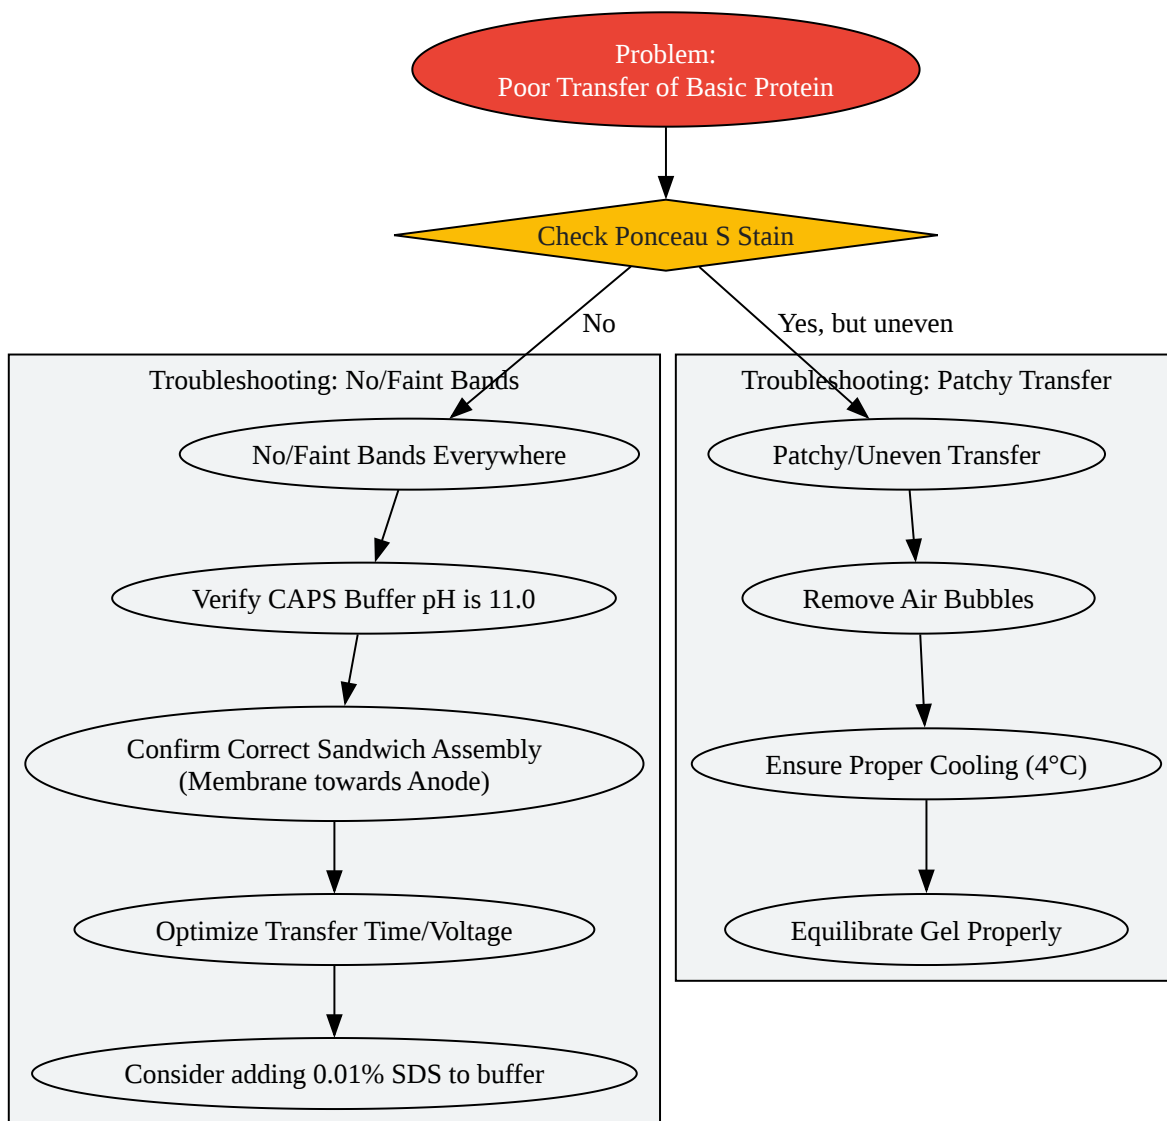 Problem:
Poor Transfer of Basic Protein
Check Ponceau S Stain
No
Yes, but uneven
Troubleshooting: No/Faint Bands
No/Faint Bands Everywhere
Verify CAPS Buffer pH is 11.0
Confirm Correct Sandwich Assembly
(Membrane towards Anode)
Optimize Transfer Time/Voltage
Consider adding 0.01% SDS to buffer
Troubleshooting: Patchy Transfer
Patchy/Uneven Transfer
Remove Air Bubbles
Ensure Proper Cooling (4°C)
Equilibrate Gel Properly